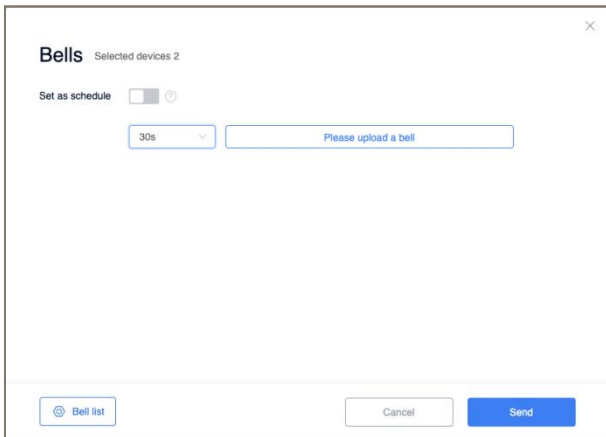 Bells Selected devices 2
Set as schedule
30s Please upload a bell
Bell list Cancel Send